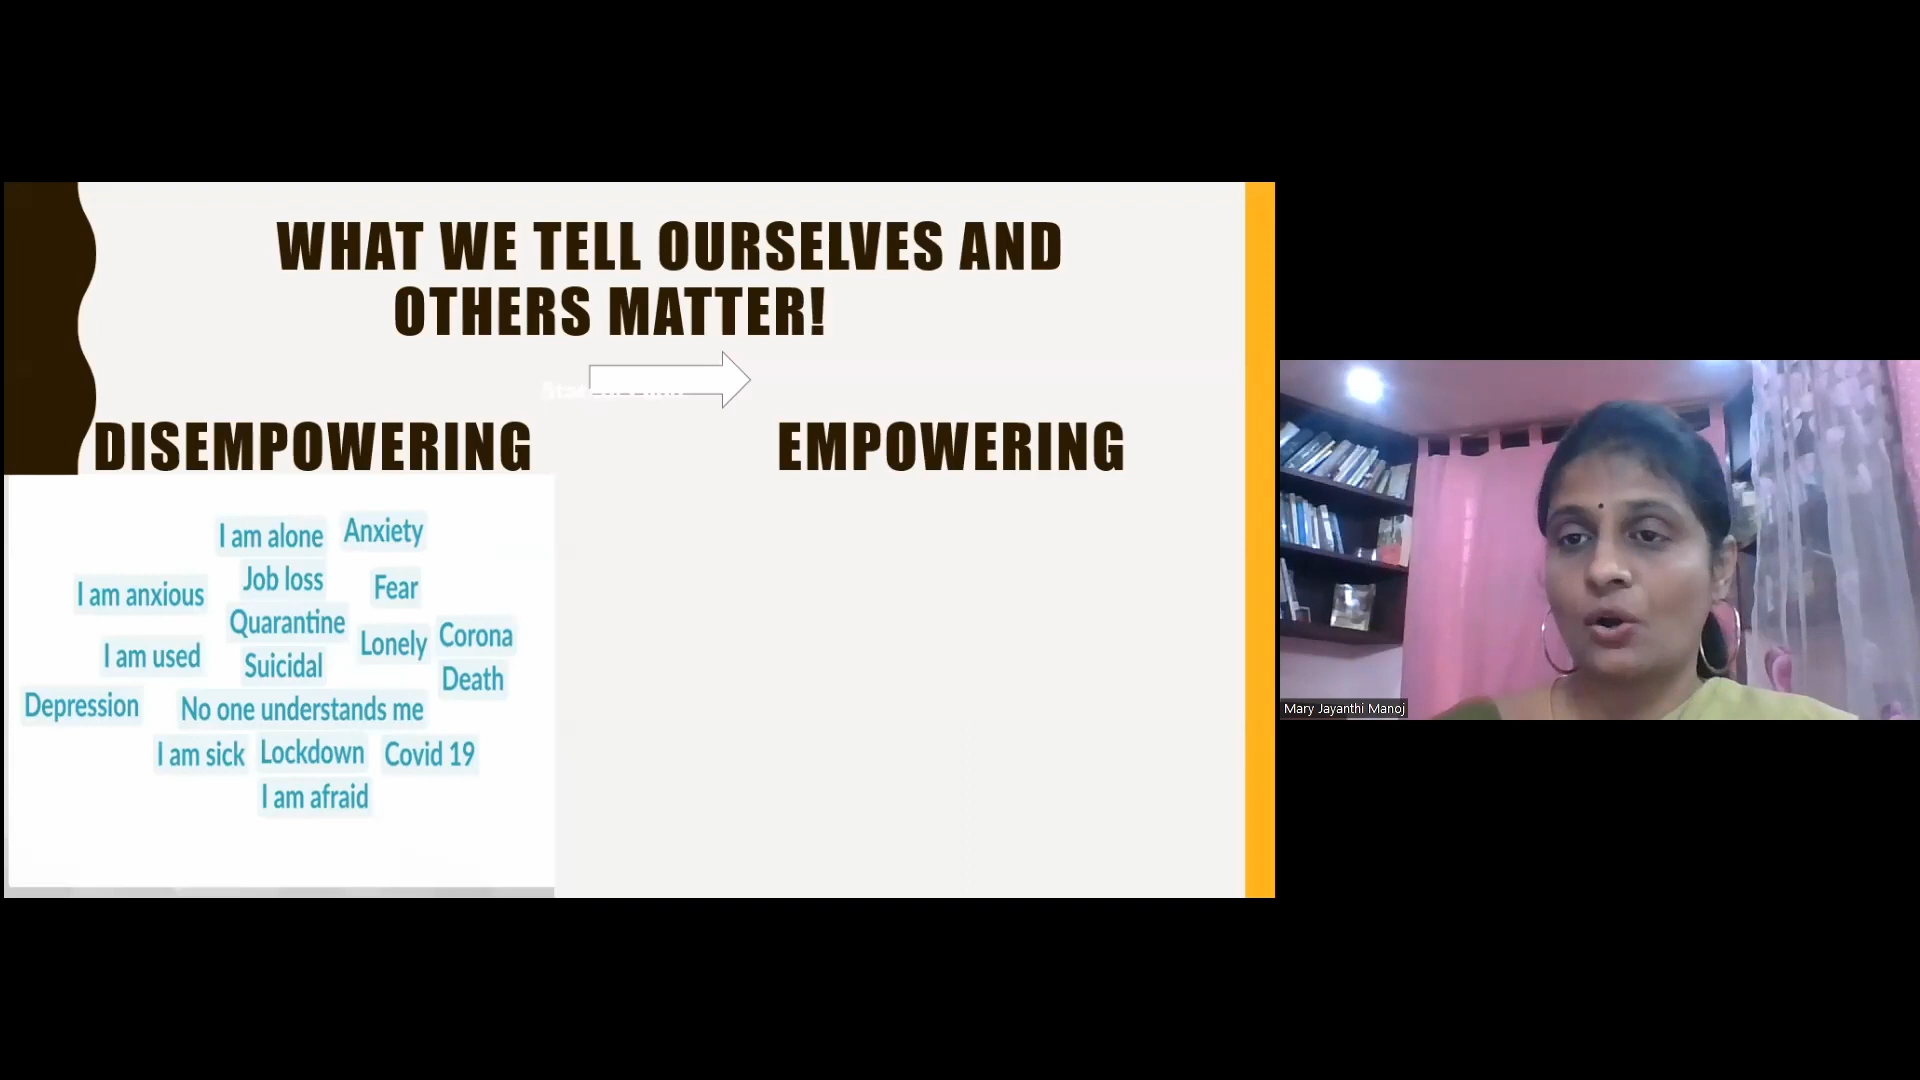 WHAT WE TELL OURSELVES AND
OTHERS MATTER!
DISEMPOWERING
EMPOWERING
I am alone
Anxiety
Job loss
Fear
I am anxious
Quarantine
Lonely
Corona
I am used
Suicidal
Death
Depression
No one understands me
I am sick
Lockdown
Covid 19
I am afraid
Mary Jayanthi Manoj